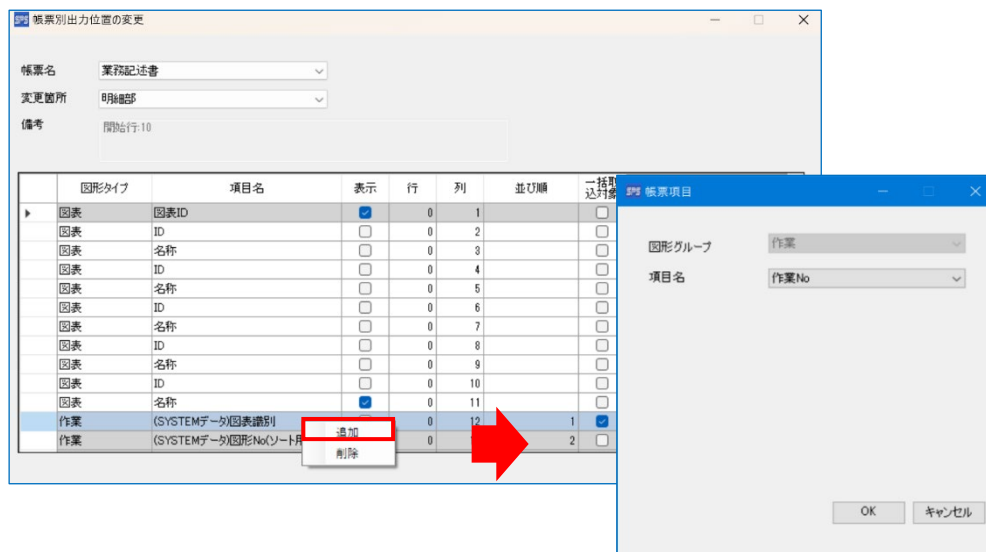 SPS 帳票別出力位置の変更
帳票名 業務記述書
変更箇所 明細部
備考 開始行:10
図形タイプ 項目名 表示 行 列 並び順 一括取込対象
図表 図表ID 0 1
図表 ID 0 2
図表 名称 0 3
図表 ID 0 4
図表 名称 0 5
図表 ID 0 6
図表 名称 0 7
図表 ID 0 8
図表 名称 0 9
図表 ID 0 10
図表 名称 0 11
作業 (SYSTEMデータ)図表識別 0 12 1
作業 (SYSTEMデータ)図形No(ソート用 0 2
追加
削除
SPS 帳票項目
図形グループ 作業
項目名 作業No
OK キャンセル